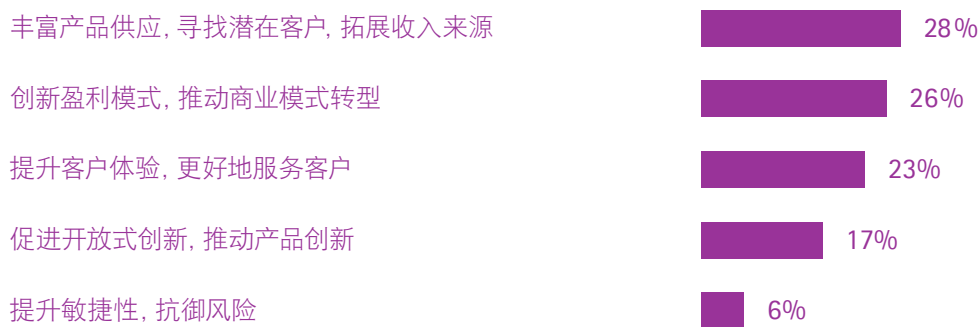 丰富产品供应, 寻找潜在客户, 拓展收入来源 28%
创新盈利模式, 推动商业模式转型 26%
提升客户体验, 更好地服务客户 23%
促进开放式创新, 推动产品创新 17%
提升敏捷性, 抗御风险 6%